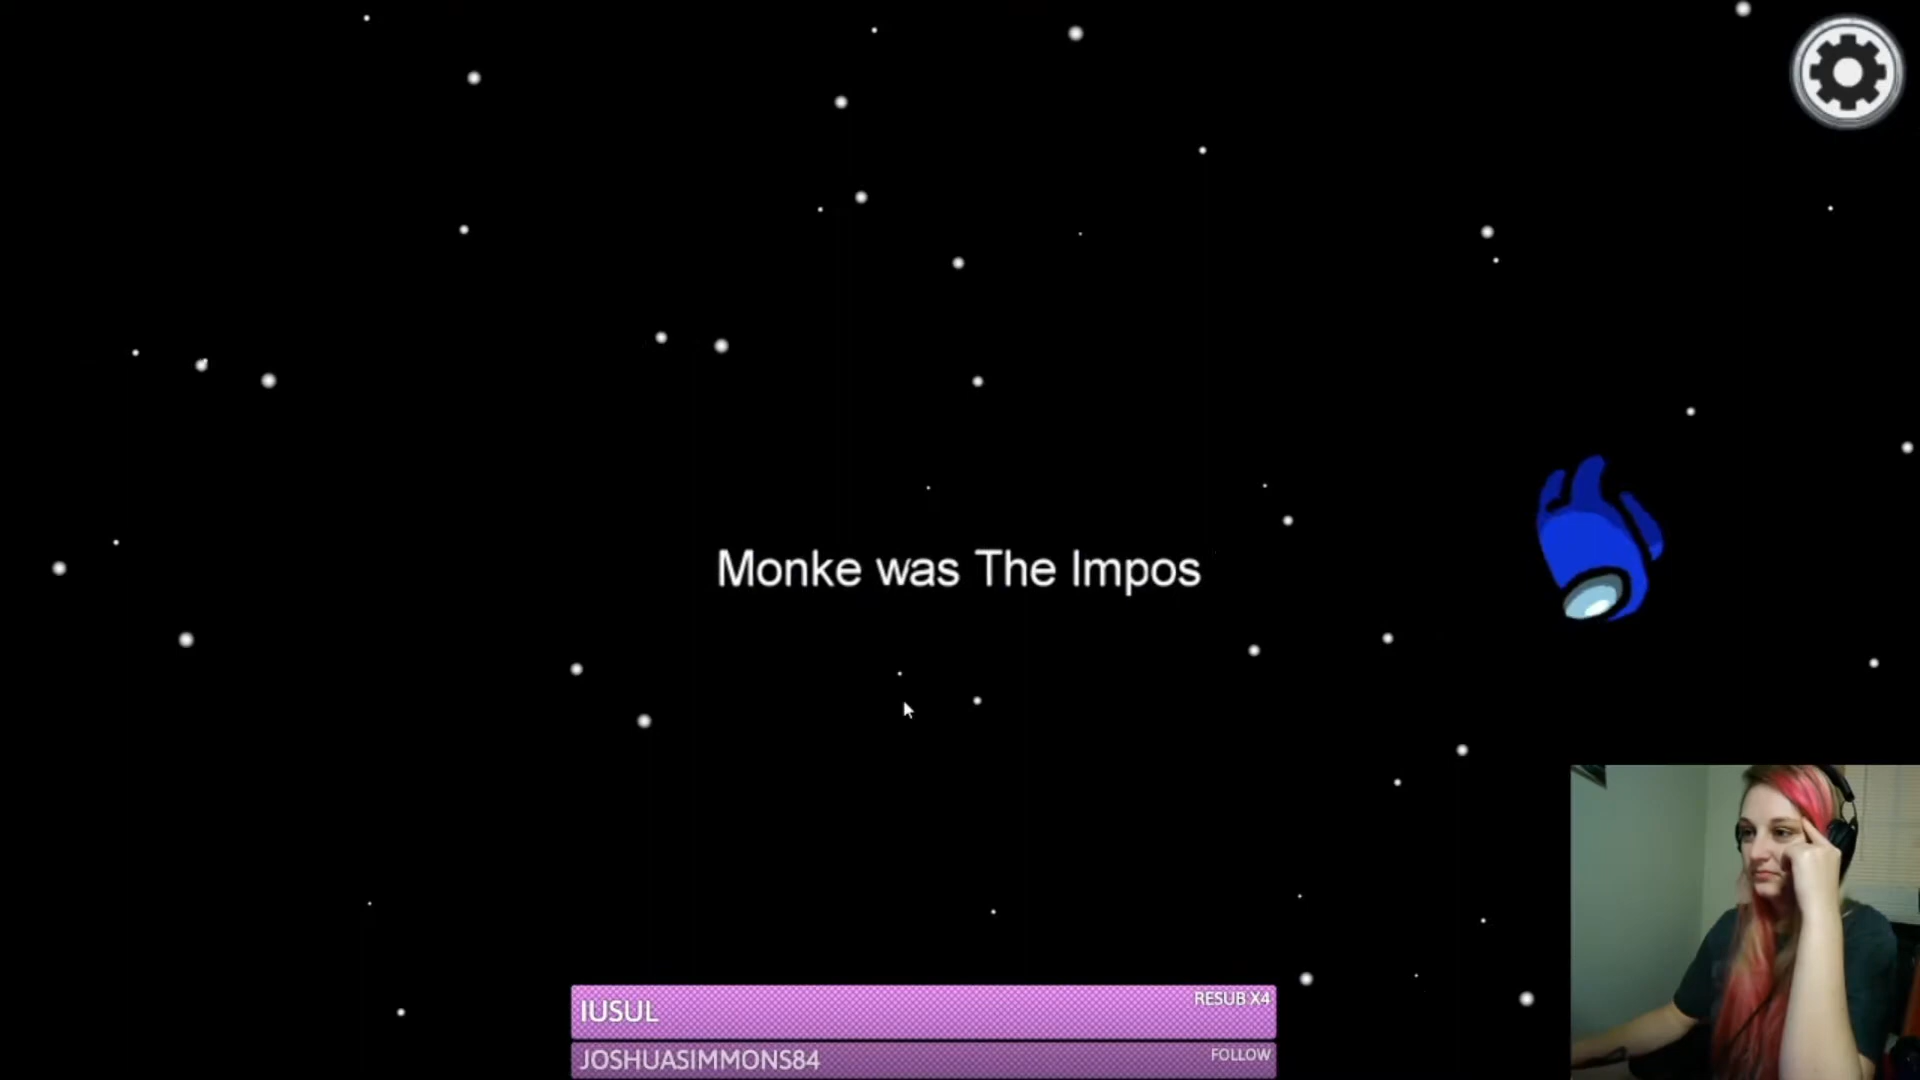 Monke was The Impos
IUSUL
RESUB X4
JOSHUASIMMONS84
FOLLOW